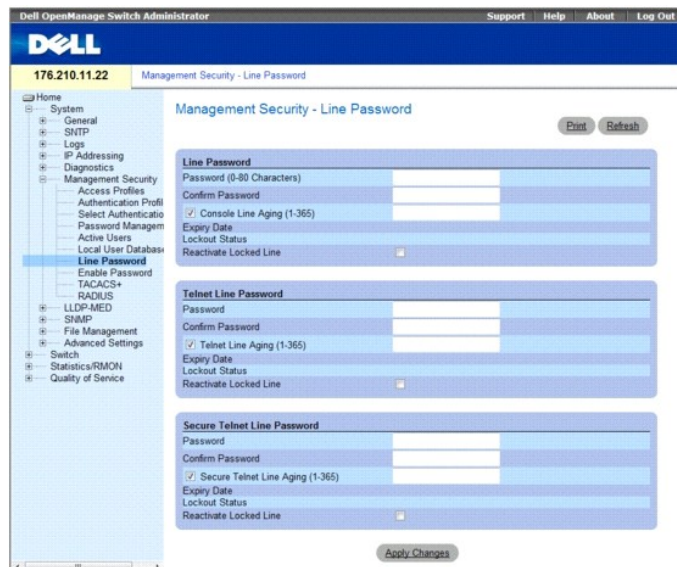 Dell OpenManage Switch Administrator
Support Help About Log Out
DELL
176.210.11.22
Management Security - Line Password
Home
System
General
SNTP
Logs
IP Addressing
Diagnostics
Management Security
Access Profiles
Authentication Profil
Select Authenticatio
Password Managem
Active Users
Local User Database
Line Password
Enable Password
TACACS+
RADIUS
LLDP-MED
SNMP
File Management
Advanced Settings
Switch
Statistics/RMON
Quality of Service
Management Security - Line Password
Print Refresh
Line Password
Password (0-80 Characters)
Confirm Password
Console Line Aging (1-365)
Expiry Date
Lockout Status
Reactivate Locked Line
Telnet Line Password
Password
Confirm Password
Telnet Line Aging (1-365)
Expiry Date
Lockout Status
Reactivate Locked Line
Secure Telnet Line Password
Password
Confirm Password
Secure Telnet Line Aging (1-365)
Expiry Date
Lockout Status
Reactivate Locked Line
Apply Changes